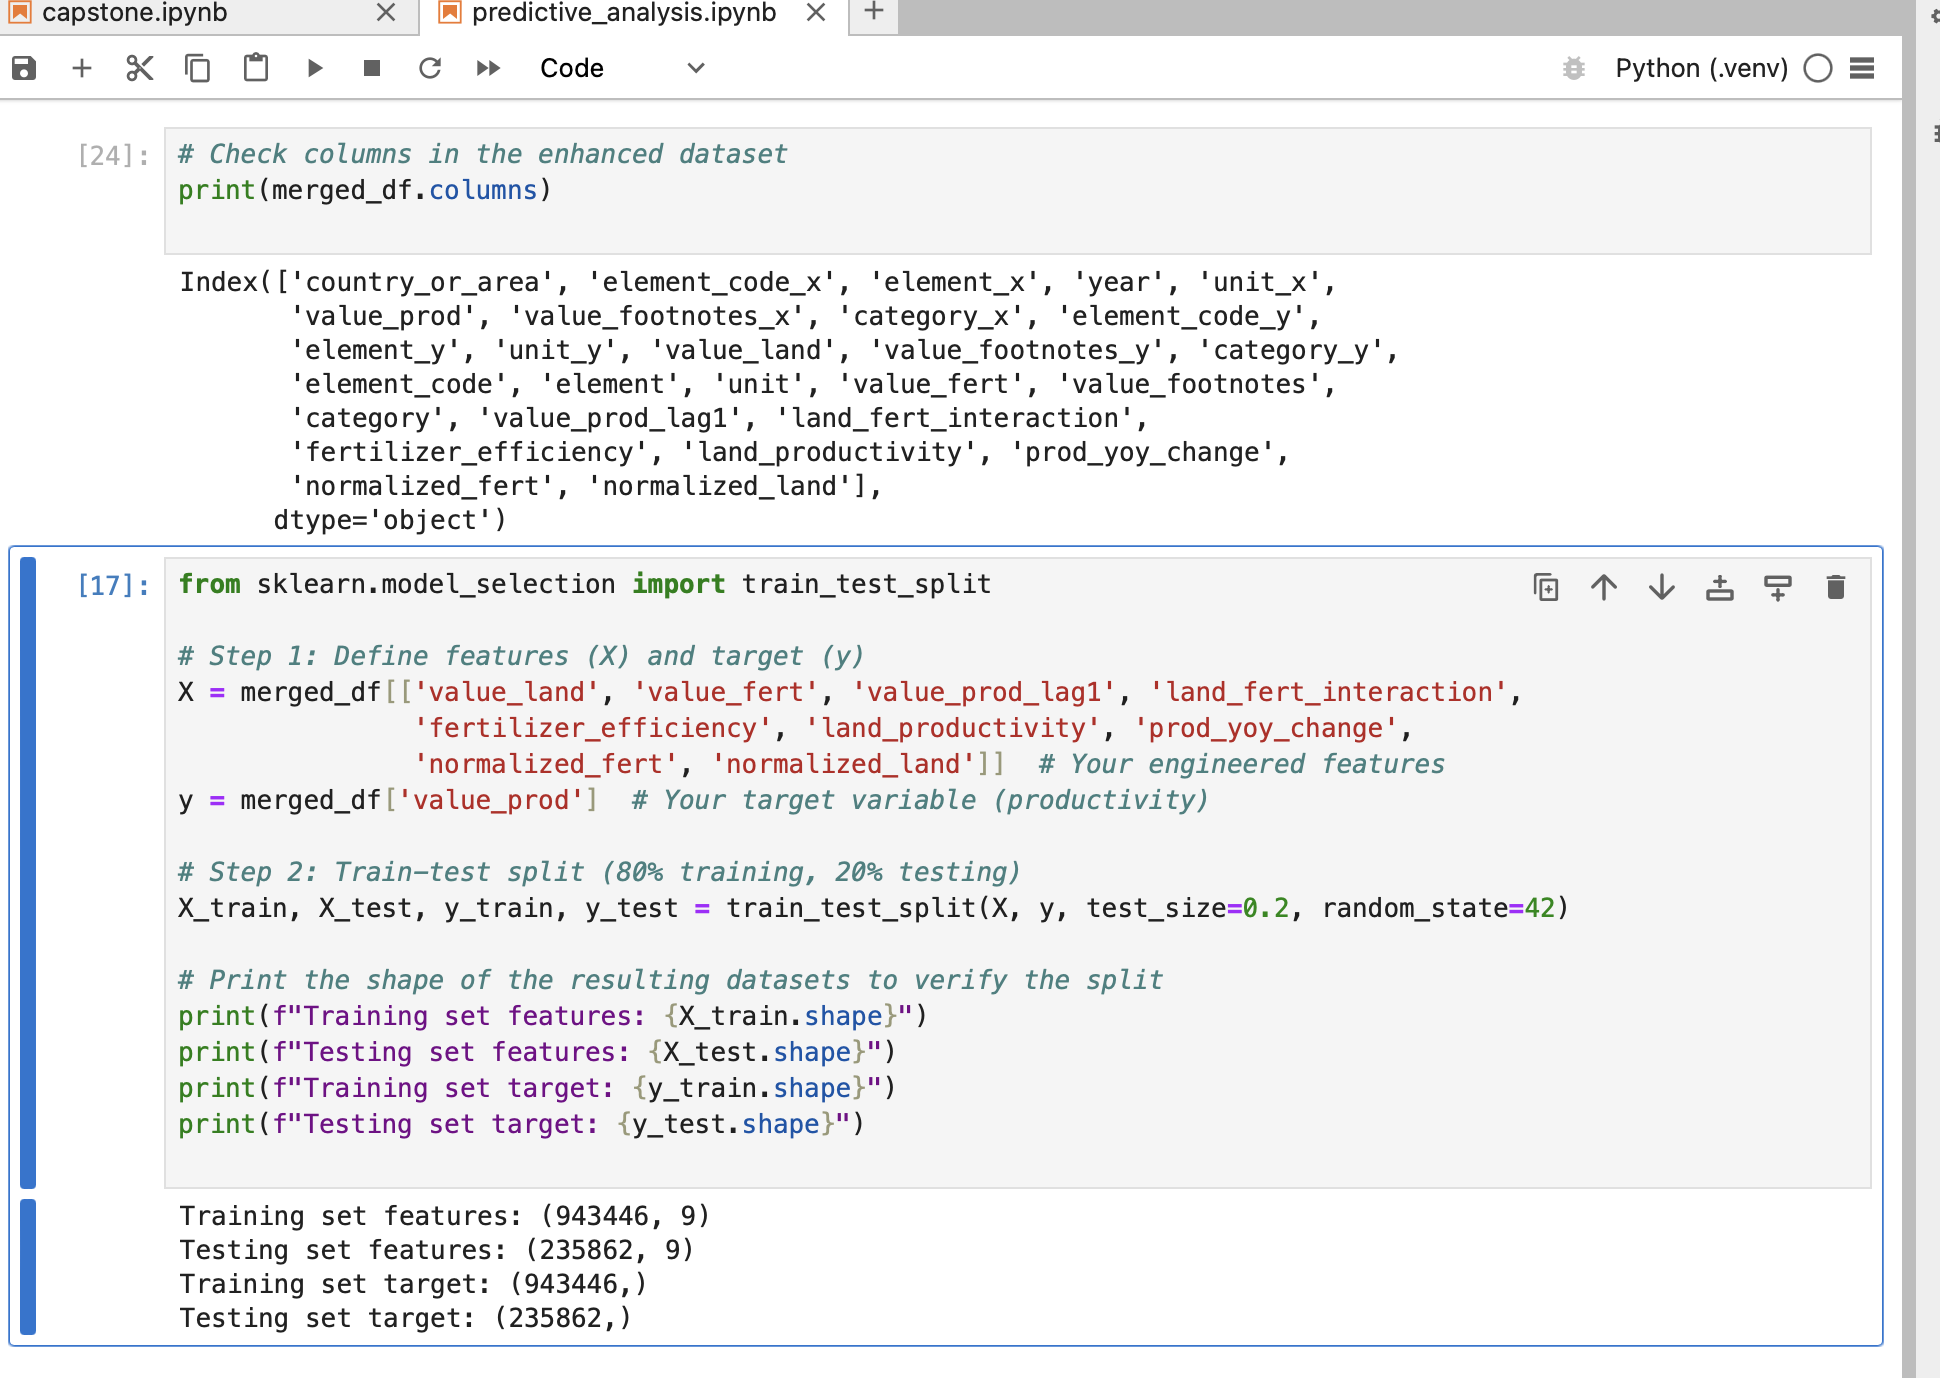 capstone.ipynb
predictive_analysis.ipynb
Code
Python (.venv)
[24]:
# Check columns in the enhanced dataset
print(merged_df.columns)
Index(['country_or_area', 'element_code_x', 'element_x', 'year', 'unit_x',
       'value_prod', 'value_footnotes_x', 'category_x', 'element_code_y',
       'element_y', 'unit_y', 'value_land', 'value_footnotes_y', 'category_y',
       'element_code', 'element', 'unit', 'value_fert', 'value_footnotes',
       'category', 'value_prod_lag1', 'land_fert_interaction',
       'fertilizer_efficiency', 'land_productivity', 'prod_yoy_change',
       'normalized_fert', 'normalized_land'],
      dtype='object')
[17]:
from sklearn.model_selection import train_test_split
# Step 1: Define features (X) and target (y)
X = merged_df[['value_land', 'value_fert', 'value_prod_lag1', 'land_fert_interaction',
               'fertilizer_efficiency', 'land_productivity', 'prod_yoy_change',
               'normalized_fert', 'normalized_land']]  # Your engineered features
y = merged_df['value_prod']  # Your target variable (productivity)
# Step 2: Train-test split (80% training, 20% testing)
X_train, X_test, y_train, y_test = train_test_split(X, y, test_size=0.2, random_state=42)
# Print the shape of the resulting datasets to verify the split
print(f"Training set features: {X_train.shape}")
print(f"Testing set features: {X_test.shape}")
print(f"Training set target: {y_train.shape}")
print(f"Testing set target: {y_test.shape}")
Training set features: (943446, 9)
Testing set features: (235862, 9)
Training set target: (943446,)
Testing set target: (235862,)